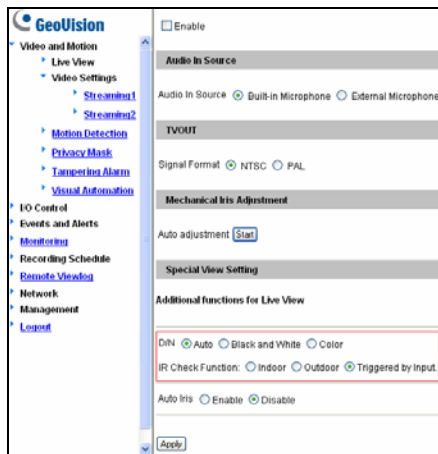 GeoVision
Video and Motion
Live View
Video Settings
Streaming1
Streaming2
Motion Detection
Privacy Mask
Tampering Alarm
Visual Automation
I/O Control
Events and Alerts
Monitoring
Recording Schedule
Remote Viewlog
Network
Management
Logout
Enable
Audio In Source
Audio In Source Built-in Microphone External Microphone
TVOUT
Signal Format NTSC PAL
Mechanical Iris Adjustment
Auto adjustment Start
Special View Setting
Additional functions for Live View
D/N Auto Black and White Color
IR Check Function: Indoor Outdoor Triggered by Input.
Auto Iris Enable Disable
Apply